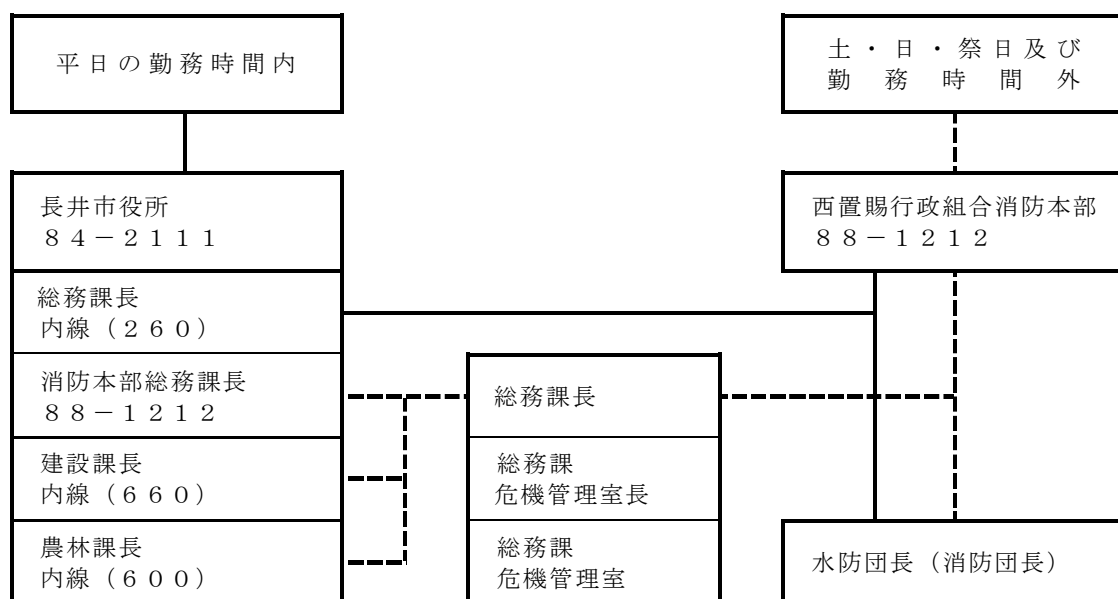 平日の勤務時間内
土・日・祭日及び
勤務時間外
長井市役所
８４－２１１１
西置賜行政組合消防本部
８８－１２１２
総務課長
内線（２６０）
消防本部総務課長
８８－１２１２
総務課長
建設課長
内線（６６０）
総務課
危機管理室長
農林課長
内線（６００）
総務課
危機管理室
水防団長（消防団長）